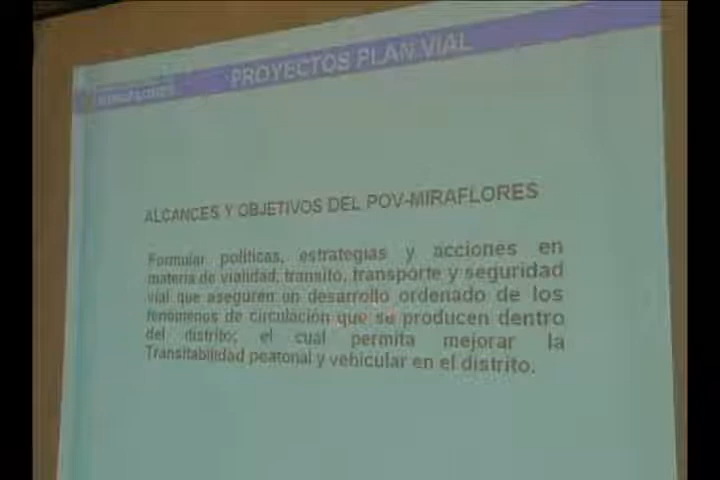 PROYECTOS PLAN VIAL
MIRAFLORES
ALCANCES Y OBJETIVOS DEL POV-MIRAFLORES
Formular políticas, estrategias y acciones en
materia de vialidad, transito, transporte y seguridad
vial que aseguren un desarrollo ordenado de los
fenómenos de circulación que se producen dentro
del distrito; el cual permita mejorar la
Transitabilidad peatonal y vehicular en el distrito.